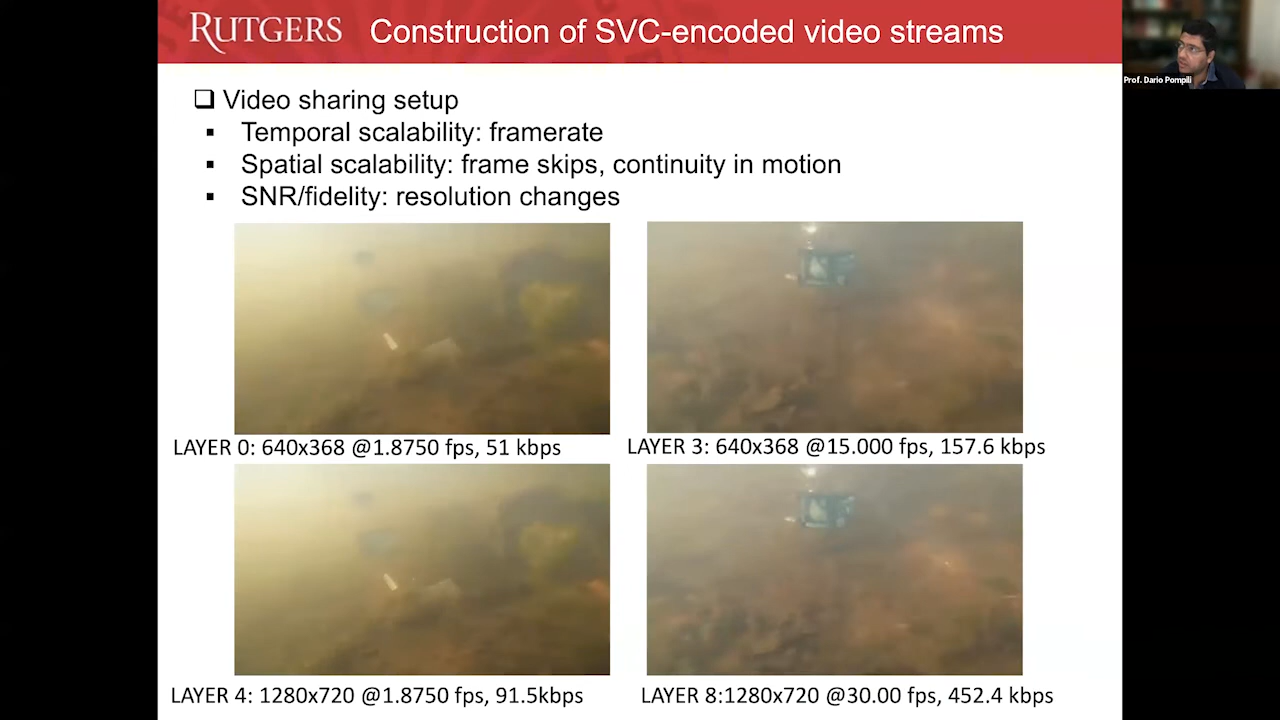 RUTGERS
Construction of SVC-encoded video streams
Prof. Dario Pompili
❑ Video sharing setup
▪ Temporal scalability: framerate
▪ Spatial scalability: frame skips, continuity in motion
▪ SNR/fidelity: resolution changes
LAYER 0: 640x368 @1.8750 fps, 51 kbps
LAYER 3: 640x368 @15.000 fps, 157.6 kbps
LAYER 4: 1280x720 @1.8750 fps, 91.5kbps
LAYER 8:1280x720 @30.00 fps, 452.4 kbps